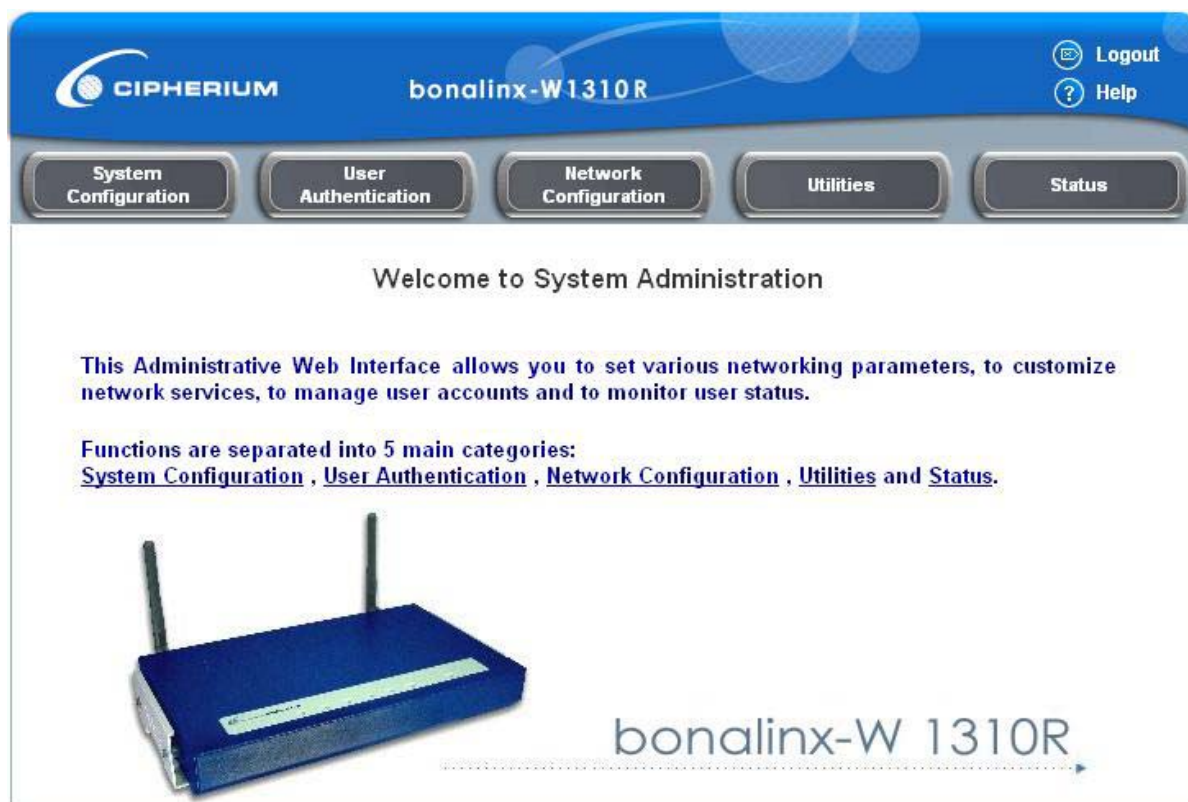 CIPHERIUM
bonalinx-W1310R
Logout
Help
System
Configuration
User
Authentication
Network
Configuration
Utilities
Status
Welcome to System Administration
This Administrative Web Interface allows you to set various networking parameters, to customize
network services, to manage user accounts and to monitor user status.
Functions are separated into 5 main categories:
System Configuration , User Authentication , Network Configuration , Utilities and Status.
bonalinx-W 1310R